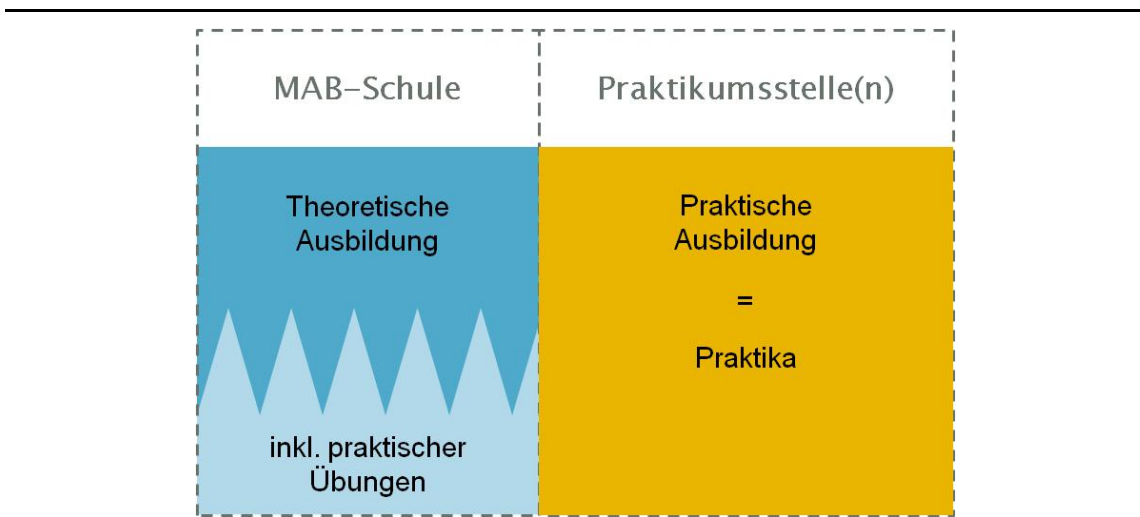 MAB-Schule
Praktikumsstelle(n)
Theoretische
Ausbildung
inkl. praktischer
Übungen
Praktische
Ausbildung
=
Praktika